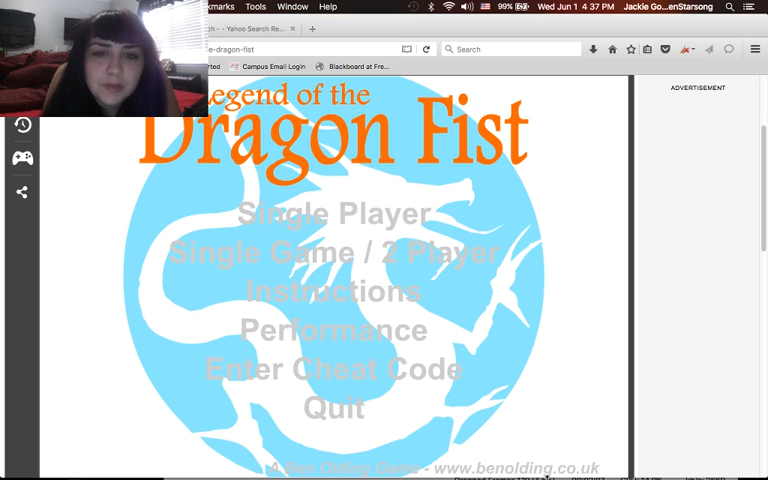 kmarks Tools Window Help 99% Wed Jun 1 4:37 PM Jackie Go...enStarsong
- Yahoo Search Re...
e-dragon-fist Search
Campus Email Login Blackboard at Fre...
ADVERTISEMENT
Legend of the
Dragon Fist
Single Player
Single Game / 2 Player
Instructions
Performance
Enter Cheat Code
Quit
A Ben Olding Game - www.benolding.co.uk